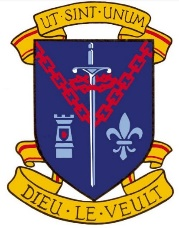 UT · SINT · UNUM
DIEU · LE · VEULT